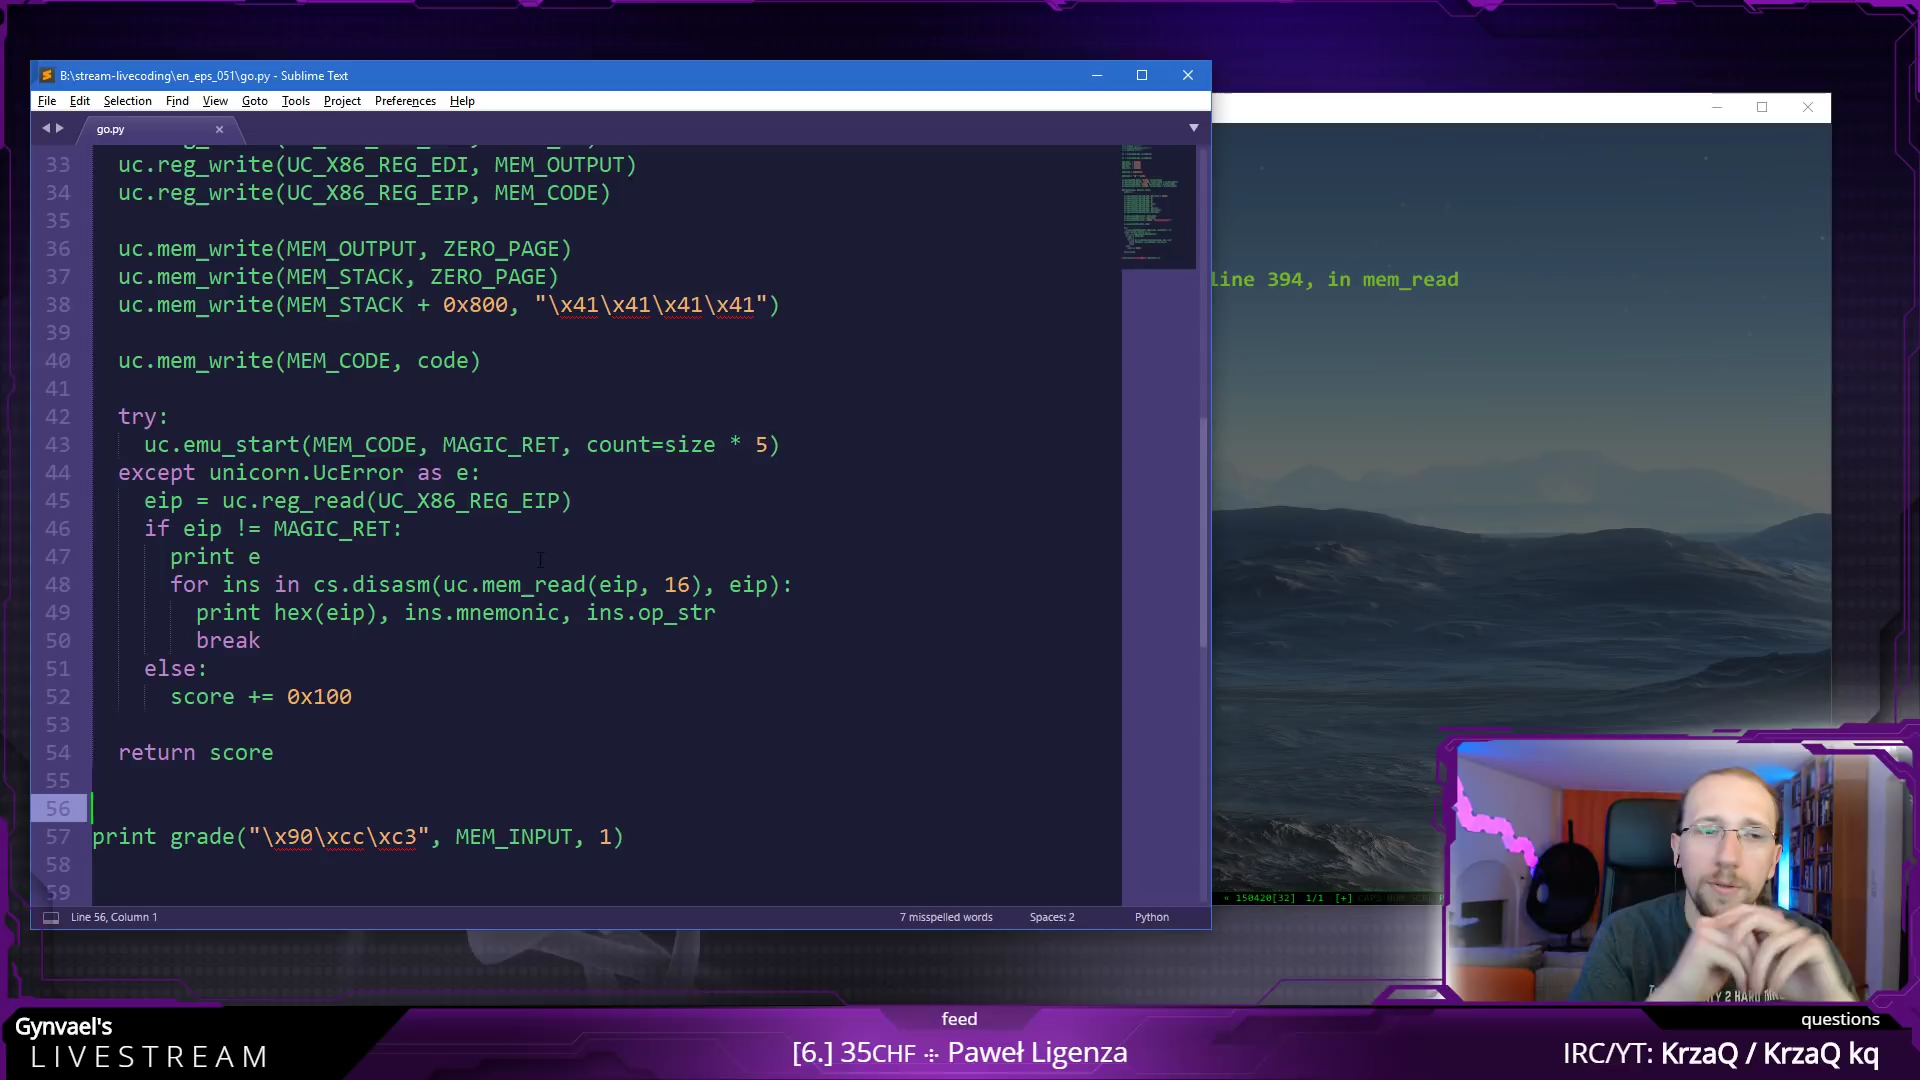 B:\stream-livecoding\en_eps_051\go.py - Sublime Text
File Edit Selection Find View Goto Tools Project Preferences Help
go.py
33 uc.reg_write(UC_X86_REG_EDI, MEM_OUTPUT)
34 uc.reg_write(UC_X86_REG_EIP, MEM_CODE)
35
36 uc.mem_write(MEM_OUTPUT, ZERO_PAGE)
37 uc.mem_write(MEM_STACK, ZERO_PAGE)
38 uc.mem_write(MEM_STACK + 0x800, "\x41\x41\x41\x41")
39
40 uc.mem_write(MEM_CODE, code)
41
42 try:
43 uc.emu_start(MEM_CODE, MAGIC_RET, count=size * 5)
44 except unicorn.UcError as e:
45 eip = uc.reg_read(UC_X86_REG_EIP)
46 if eip != MAGIC_RET:
47 print e
48 for ins in cs.disasm(uc.mem_read(eip, 16), eip):
49 print hex(eip), ins.mnemonic, ins.op_str
50 break
51 else:
52 score += 0x100
53
54 return score
55
56
57 print grade("\x90\xcc\xc3", MEM_INPUT, 1)
58
59
Line 56, Column 1
7 misspelled words
Spaces: 2
Python
line 394, in mem_read
« 150420[32] 1/1 [+]
Gynvael's
LIVESTREAM
feed
[6.] 35CHF ÷ Paweł Ligenza
questions
IRC/YT: KrzaQ / KrzaQ kq